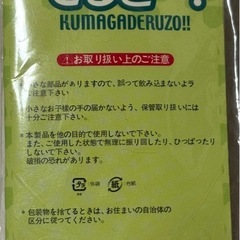 KUMAGADERUZO!!
!お取り扱い上のご注意
小さな部品がありますので、誤って飲み込まないよう
ご注意下さい
小さなお子様の手の届かないよう、保管取り扱いには
十分ご注意下さい。
本製品を他の目的で使用しないで下さい。
また、ご使用した状態で無理に振り回したり、ひっぱったり
しないで下さい。
破損の恐れがあります。
プラ 外袋 紙 台紙
包装物を捨てるときは、お住まいの自治体の
区分に従って下さい。